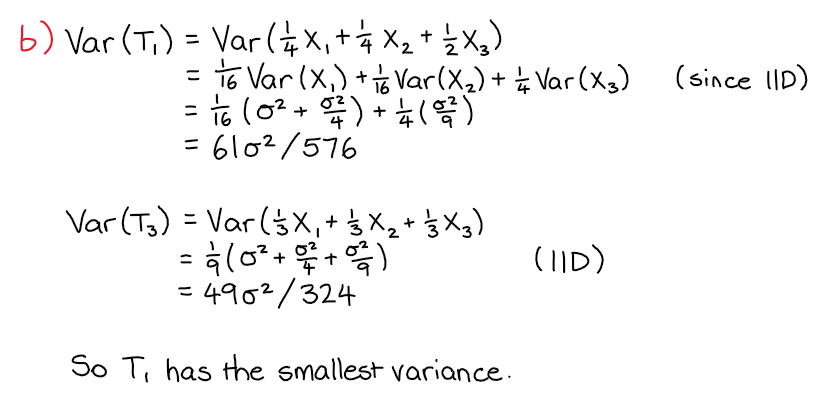 b) Var(T₁) = Var(¼X₁ + ¼X₂ + ½X₃)
= 1/16 Var(X₁) + 1/16 Var(X₂) + ¼ Var(X₃) (since IID)
= 1/16 (σ² + σ²/4) + ¼(σ²/9)
= 61σ²/576
Var(T₃) = Var(⅓X₁ + ⅓X₂ + ⅓X₃)
= 1/9(σ² + σ²/4 + σ²/9) (IID)
= 49σ²/324
So T₁ has the smallest variance.